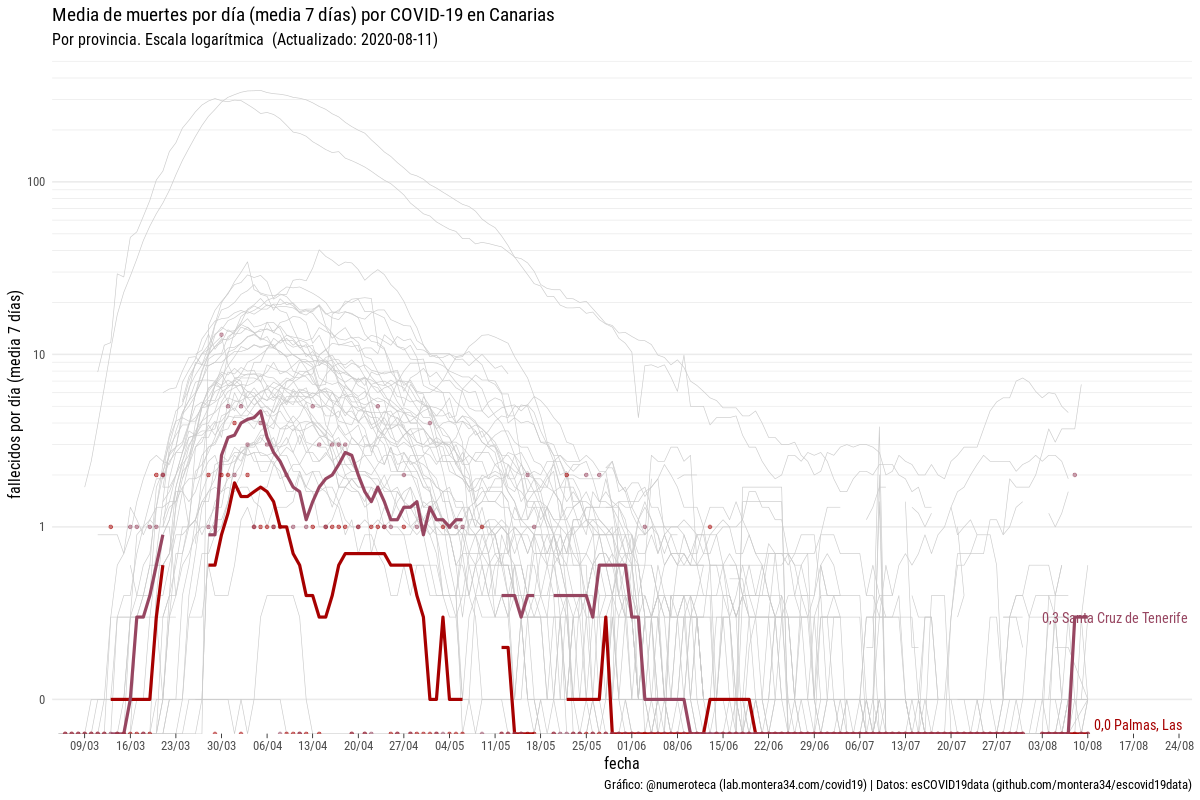 Media de muertes por día (media 7 días) por COVID-19 en Canarias
Por provincia. Escala logarítmica  (Actualizado: 2020-08-11)
fallecidos por día (media 7 días)
100
10
1
0
0,3 Santa Cruz de Tenerife
0,0 Palmas, Las
09/03 16/03 23/03 30/03 06/04 13/04 20/04 27/04 04/05 11/05 18/05 25/05 01/06 08/06 15/06 22/06 29/06 06/07 13/07 20/07 27/07 03/08 10/08 17/08 24/08
fecha
Gráfico: @numeroteca (lab.montera34.com/covid19) | Datos: esCOVID19data (github.com/montera34/escovid19data)